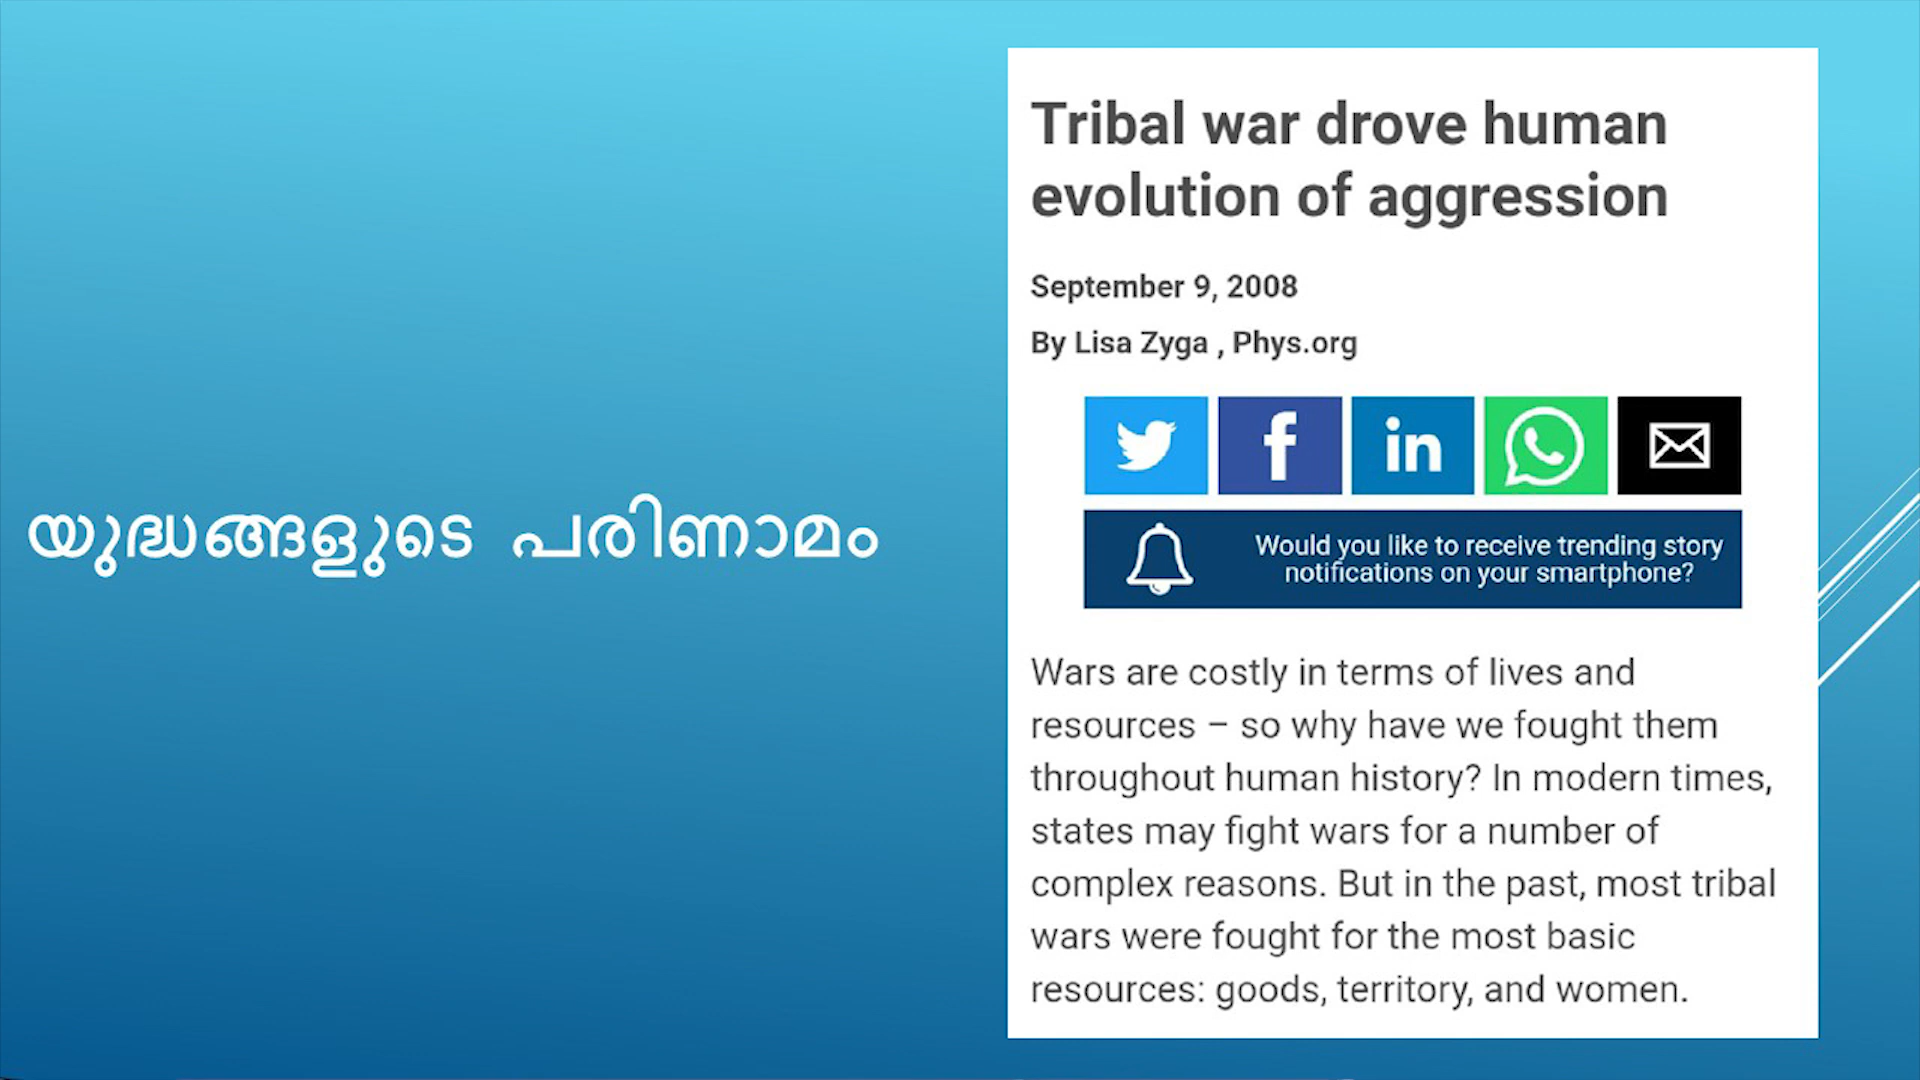 യുദ്ധങ്ങളുടെ പരിണാമം
Tribal war drove human
evolution of aggression
September 9, 2008
By Lisa Zyga , Phys.org
Would you like to receive trending story
notifications on your smartphone?
Wars are costly in terms of lives and
resources – so why have we fought them
throughout human history? In modern times,
states may fight wars for a number of
complex reasons. But in the past, most tribal
wars were fought for the most basic
resources: goods, territory, and women.